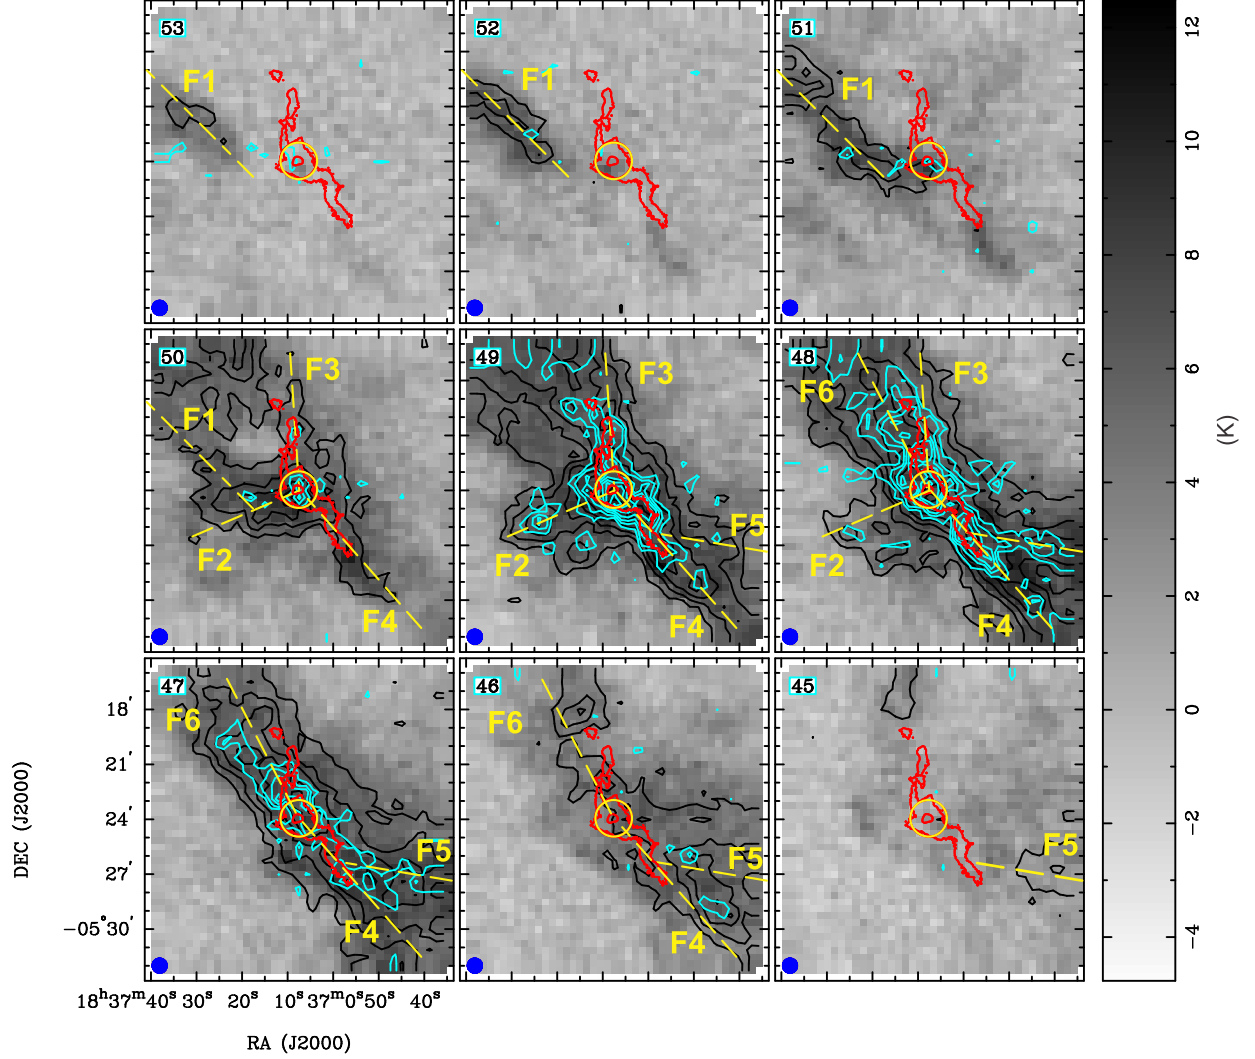 53
F1
52
F1
51
F1
50
F3
F1
F2
F4
49
F3
F5
F2
F4
48
F3
F6
F2
F4
47
F6
F5
F4
46
F6
F5
F4
45
F5
18′
21′
24′
27′
−05°30′
DEC (J2000)
18h37m40s 30s 20s 10s 37m0s 50s 40s
RA (J2000)
12
10
8
6
4
2
0
−2
−4
(K)